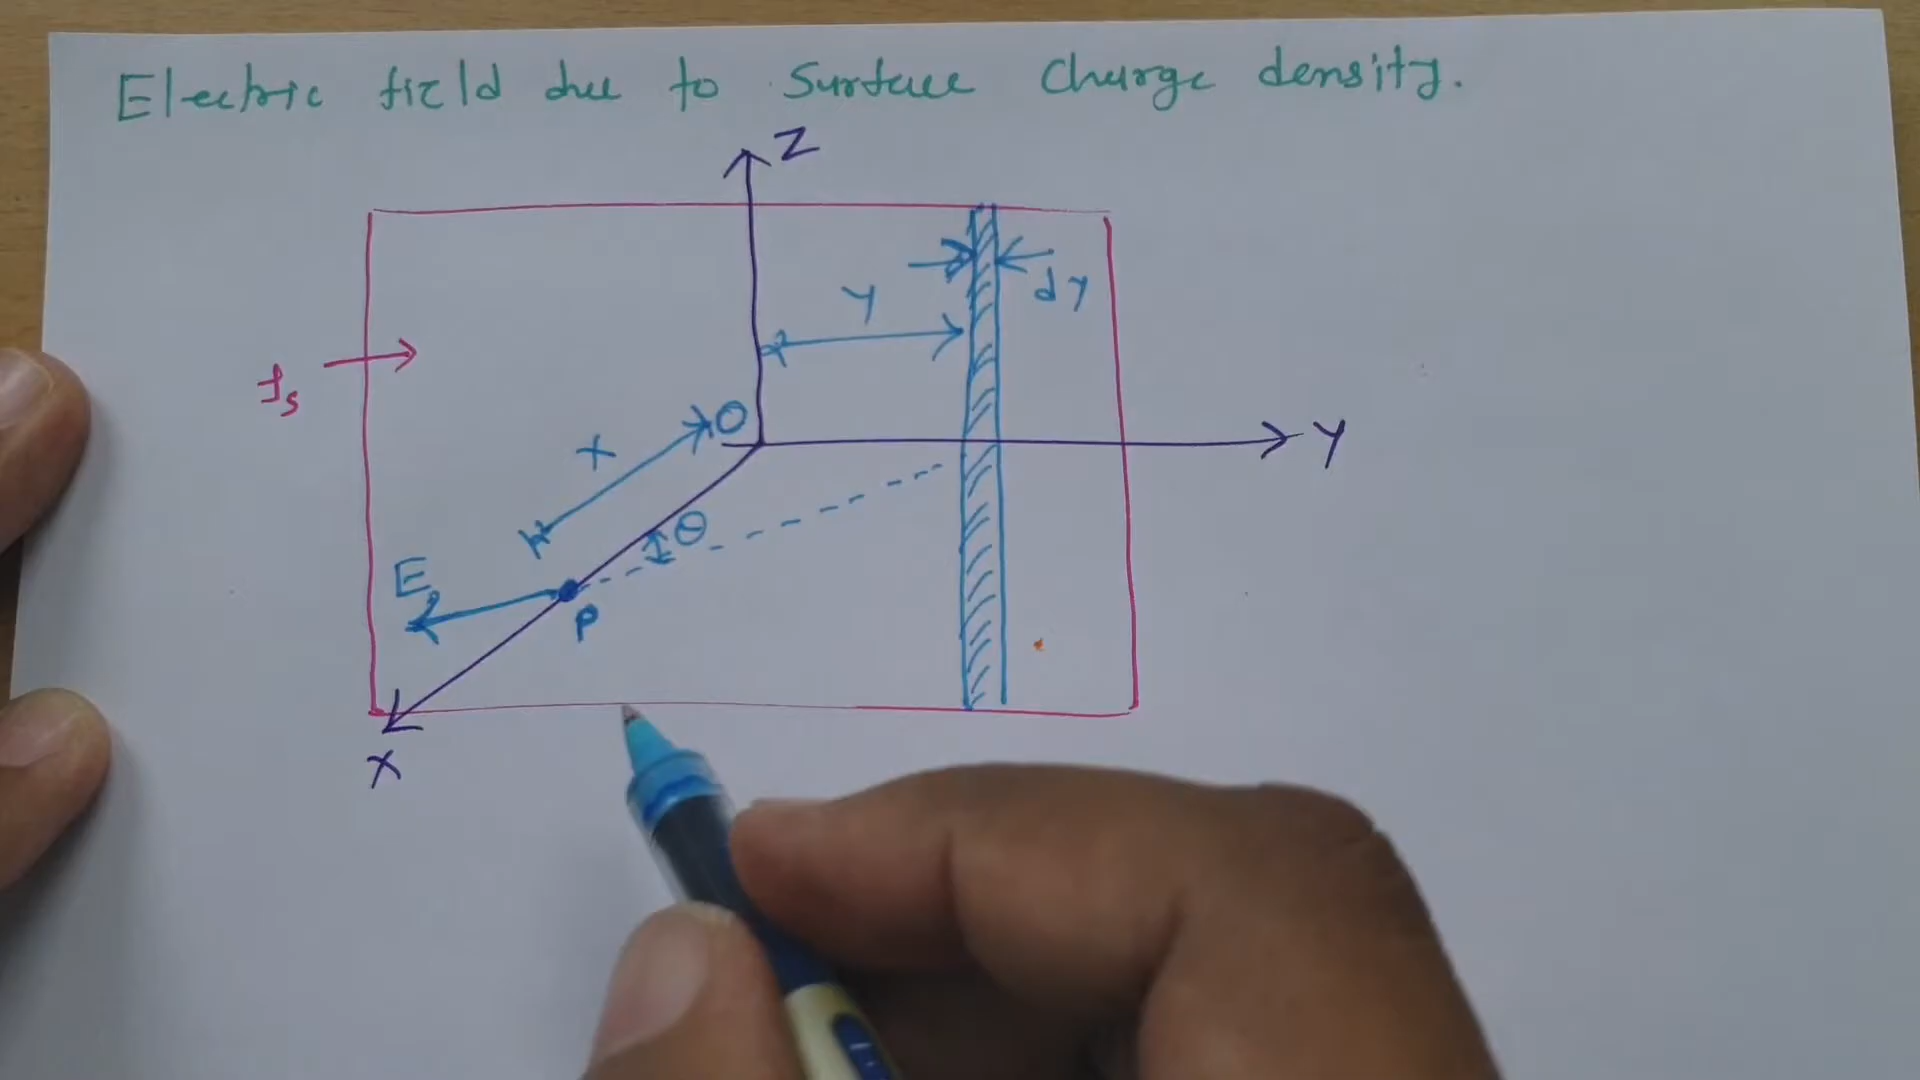 Electric field due to Surface Charge density.
Z
dy
Y
ρs
O
X
Y
θ
E
P
X